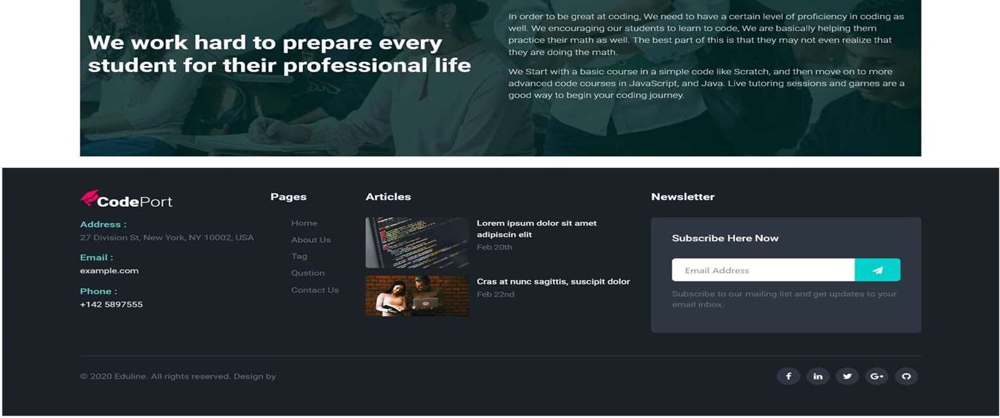 We work hard to prepare every
student for their professional life
In order to be great at coding, We need to have a certain level of proficiency in coding as
well. We encouraging our students to learn to code, We are basically helping them
practice their math as well. The best part of this is that they may not even realize that
they are doing the math.
We Start with a basic course in a simple code like Scratch, and then move on to more
advanced code courses in JavaScript, and Java. Live tutoring sessions and games are a
good way to begin your coding journey.
CodePort
Address :
27 Division St, New York, NY 10002, USA
Email :
example.com
Phone :
+142 5897555
Pages
Home
About Us
Tag
Qustion
Contact Us
Articles
Lorem ipsum dolor sit amet
adipiscin elit
Feb 20th
Cras at nunc sagittis, suscipit dolor
Feb 22nd
Newsletter
Subscribe Here Now
Email Address
Subscribe to our mailing list and get updates to your
email inbox.
© 2020 Eduline. All rights reserved. Design by
f in G+